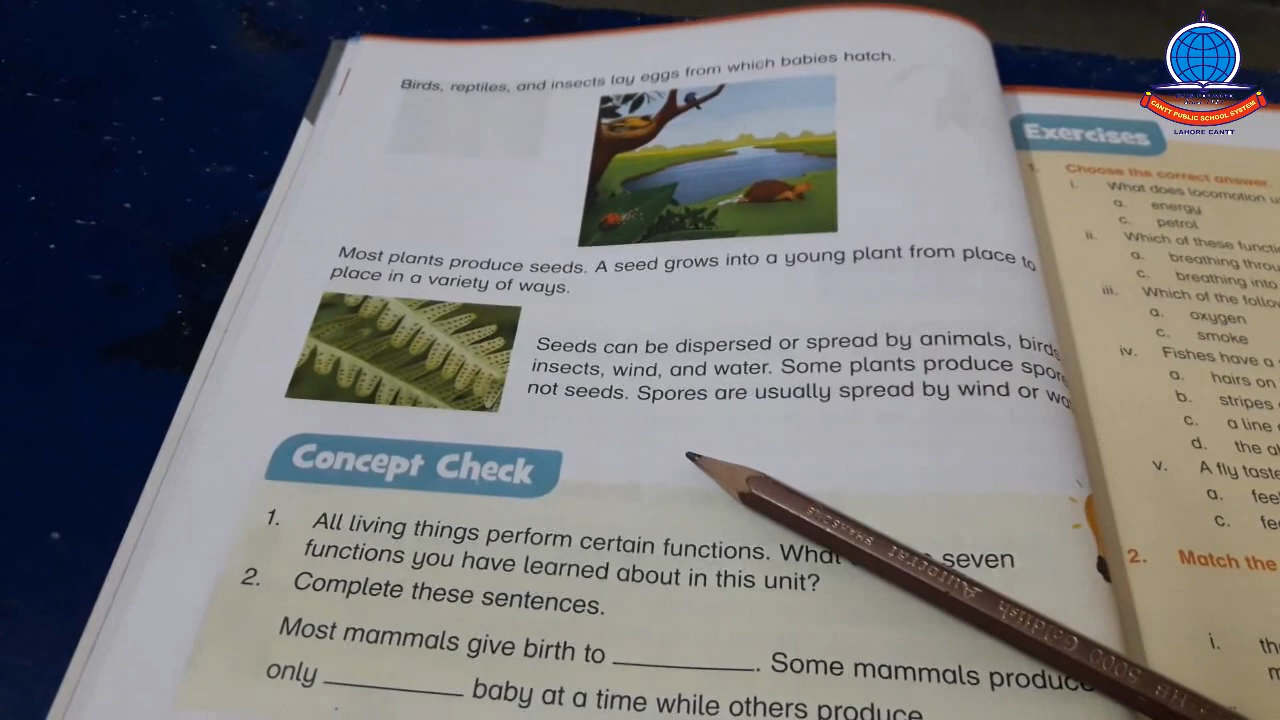 Birds, reptiles, and insects lay eggs from which babies hatch.
Most plants produce seeds. A seed grows into a young plant from place to
place in a variety of ways.
Seeds can be dispersed or spread by animals, birds
insects, wind, and water. Some plants produce spor
not seeds. Spores are usually spread by wind or wa
Concept Check
1. All living things perform certain functions. What seven
functions you have learned about in this unit?
2. Complete these sentences.
Most mammals give birth to __________. Some mammals produce
only __________ baby at a time while others produce
Goldfish 5000 HB
Autocrat
Exercises
1. Choose the correct answer.
i. What does locomotion u
a. energy
c. petrol
ii. Which of these functi
a. breathing throu
c. breathing into
iii. Which of the follow
a. oxygen
c. smoke
iv. Fishes have a
a. hairs on
b. stripes
c. a line
d. the a
v. A fly taste
a. fee
c. fe
2. Match the
i. th
m
CANTT PUBLIC SCHOOL SYSTEM
LAHORE CANTT